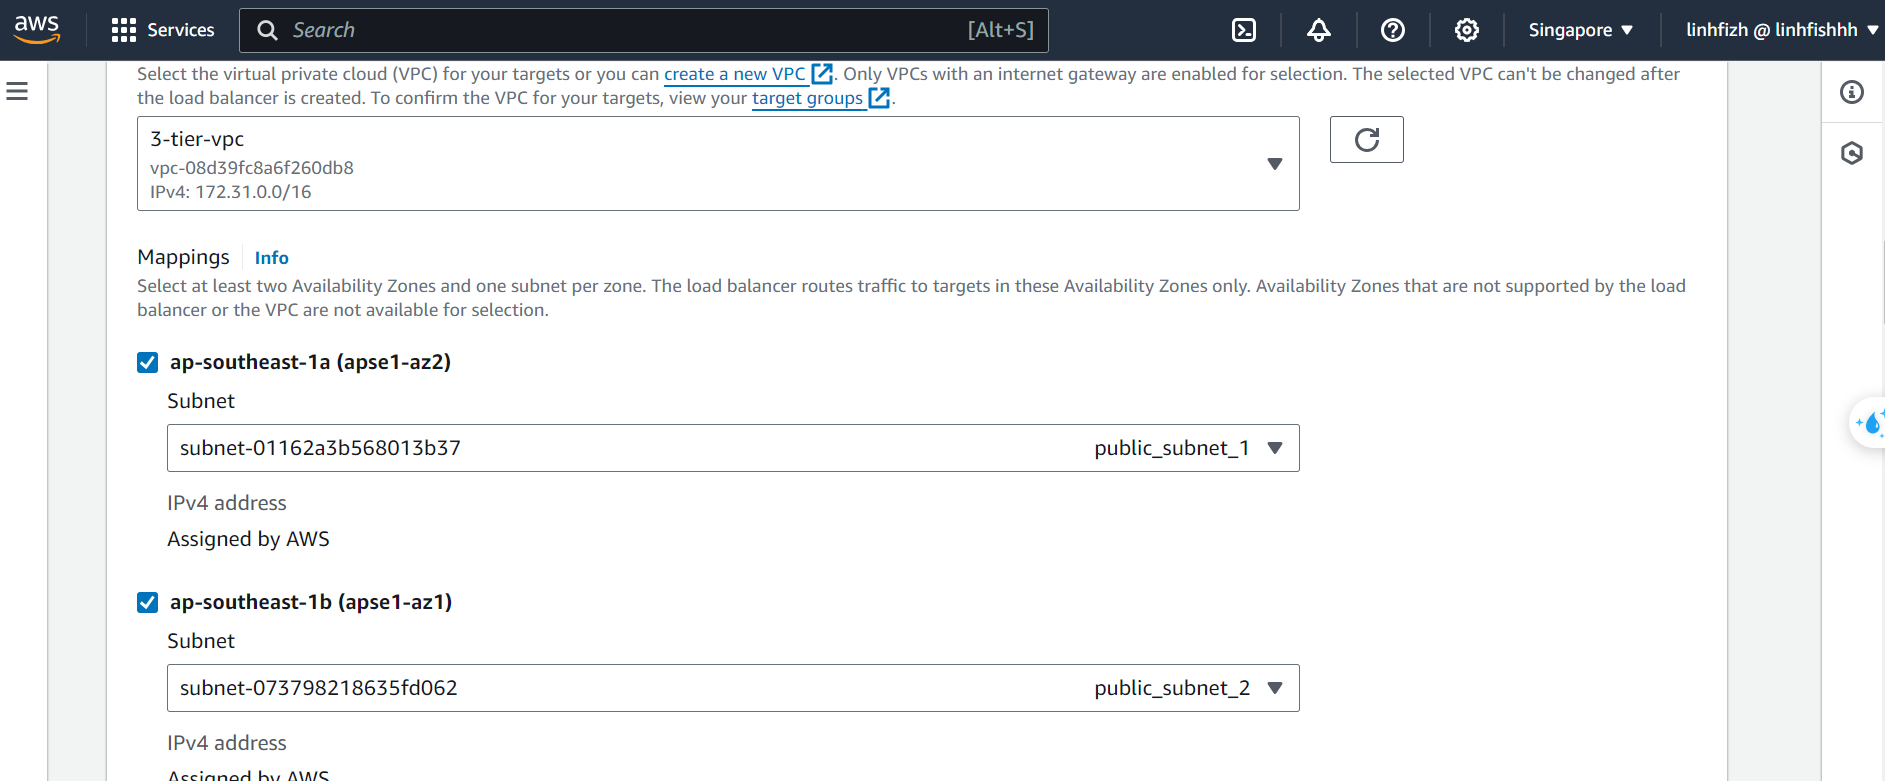 aws
Services
Search
[Alt+S]
Singapore
linhfizh @ linhfishhh
Select the virtual private cloud (VPC) for your targets or you can create a new VPC. Only VPCs with an internet gateway are enabled for selection. The selected VPC can't be changed after
the load balancer is created. To confirm the VPC for your targets, view your target groups.
3-tier-vpc
vpc-08d39fc8a6f260db8
IPv4: 172.31.0.0/16
Mappings
Info
Select at least two Availability Zones and one subnet per zone. The load balancer routes traffic to targets in these Availability Zones only. Availability Zones that are not supported by the load
balancer or the VPC are not available for selection.
ap-southeast-1a (apse1-az2)
Subnet
subnet-01162a3b568013b37
public_subnet_1
IPv4 address
Assigned by AWS
ap-southeast-1b (apse1-az1)
Subnet
subnet-073798218635fd062
public_subnet_2
IPv4 address
Assigned by AWS